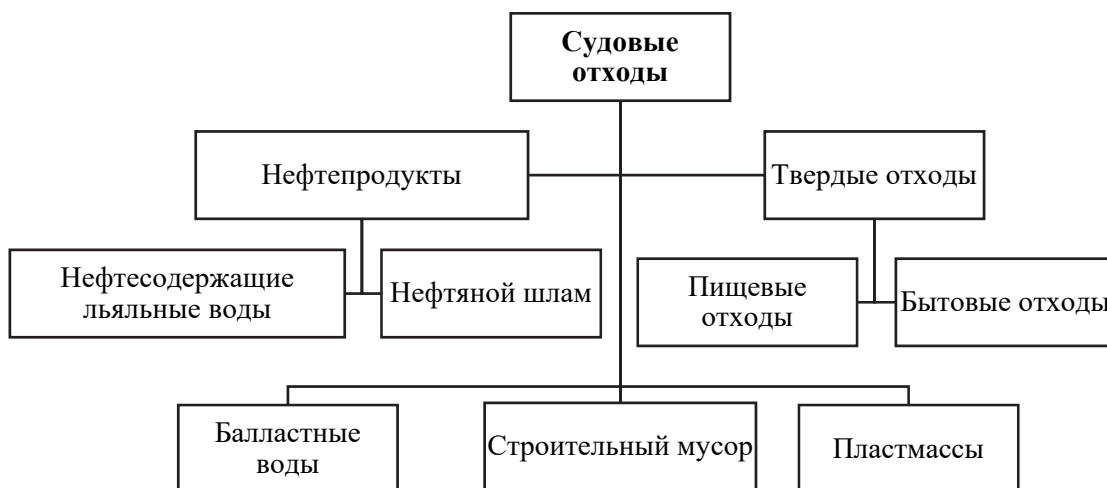 Судовые
отходы
Нефтепродукты
Твердые отходы
Нефтесодержащие
льяльные воды
Нефтяной шлам
Пищевые
отходы
Бытовые отходы
Балластные
воды
Строительный мусор
Пластмассы